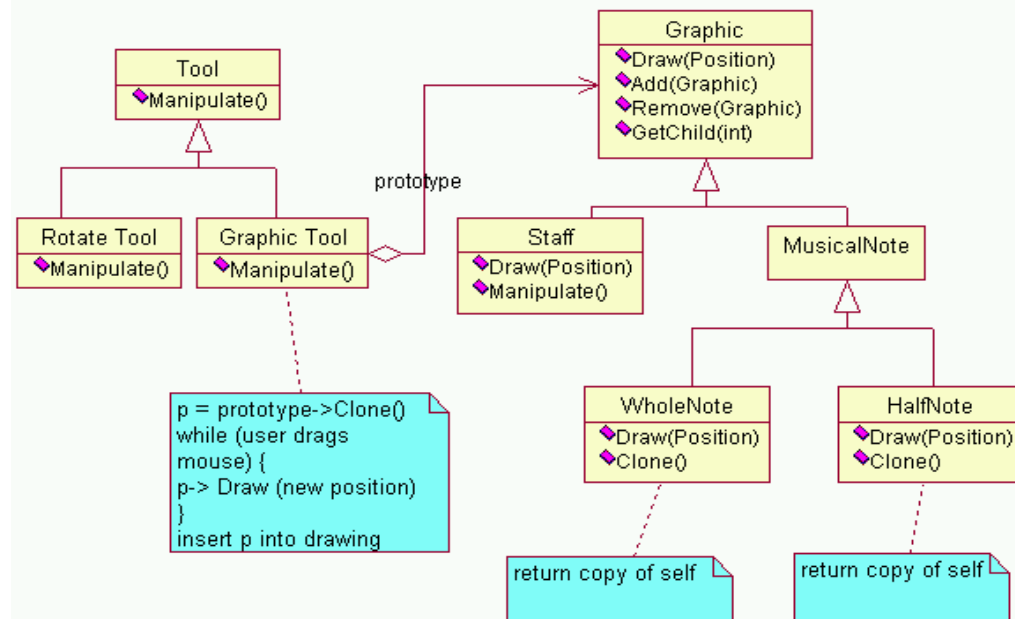 Tool
Manipulate()
Graphic
Draw(Position)
Add(Graphic)
Remove(Graphic)
GetChild(int)
prototype
Rotate Tool
Manipulate()
Graphic Tool
Manipulate()
Staff
Draw(Position)
Manipulate()
MusicalNote
WholeNote
Draw(Position)
Clone()
HalfNote
Draw(Position)
Clone()
p = prototype->Clone()
while (user drags
mouse) {
p-> Draw (new position)
}
insert p into drawing
return copy of self
return copy of self